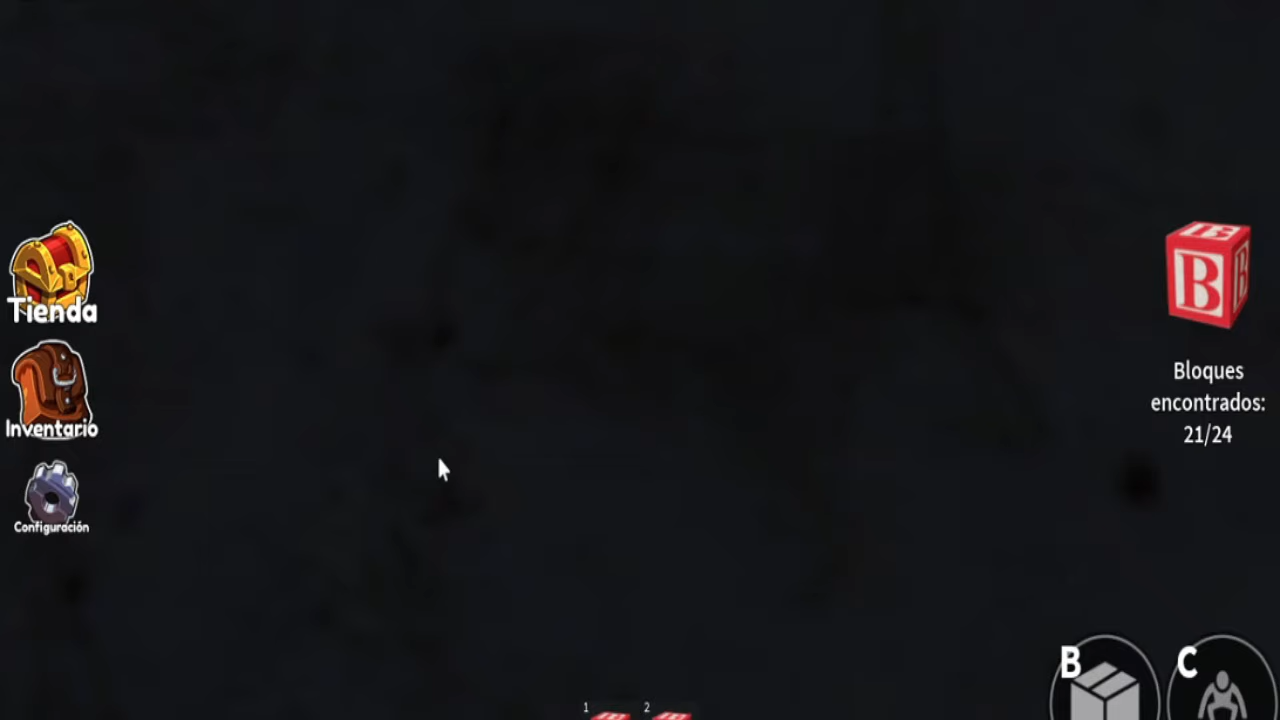 Tienda
Inventario
Configuración
B
Bloques
encontrados:
21/24
B
C
1
2